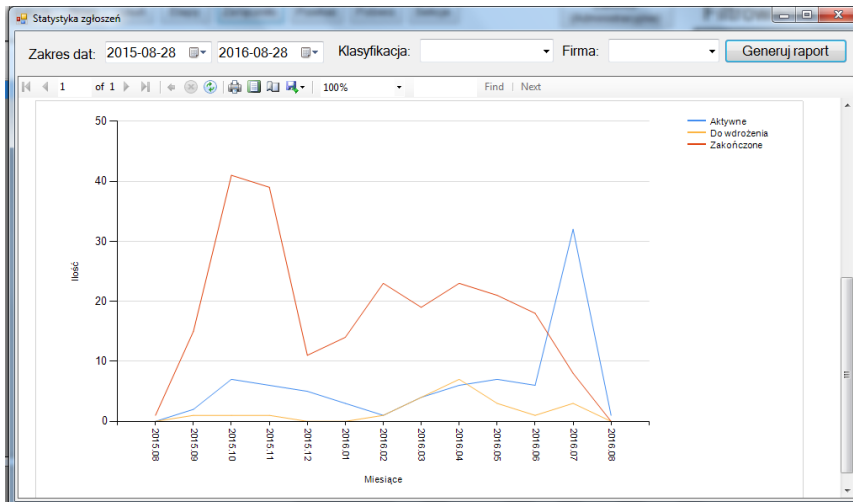 Statystyka zgłoszeń
Zakres dat: 2015-08-28 2016-08-28 Klasyfikacja: Firma: Generuj raport
1 of 1 100% Find | Next
50
40
30
20
10
0
Ilość
Aktywne
Do wdrożenia
Zakończone
2015.08 2015.09 2015.10 2015.11 2015.12 2016.01 2016.02 2016.03 2016.04 2016.05 2016.06 2016.07 2016.08
Miesiące